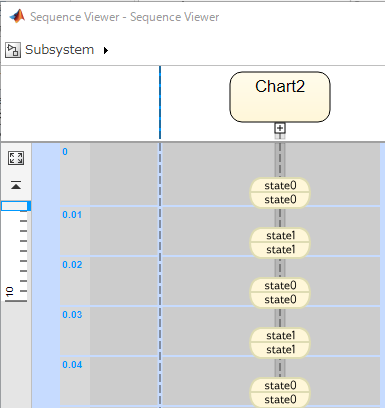 Sequence Viewer - Sequence Viewer
Subsystem
Chart2
0
state0
state0
0.01
state1
state1
0.02
state0
state0
10
0.03
state1
state1
0.04
state0
state0